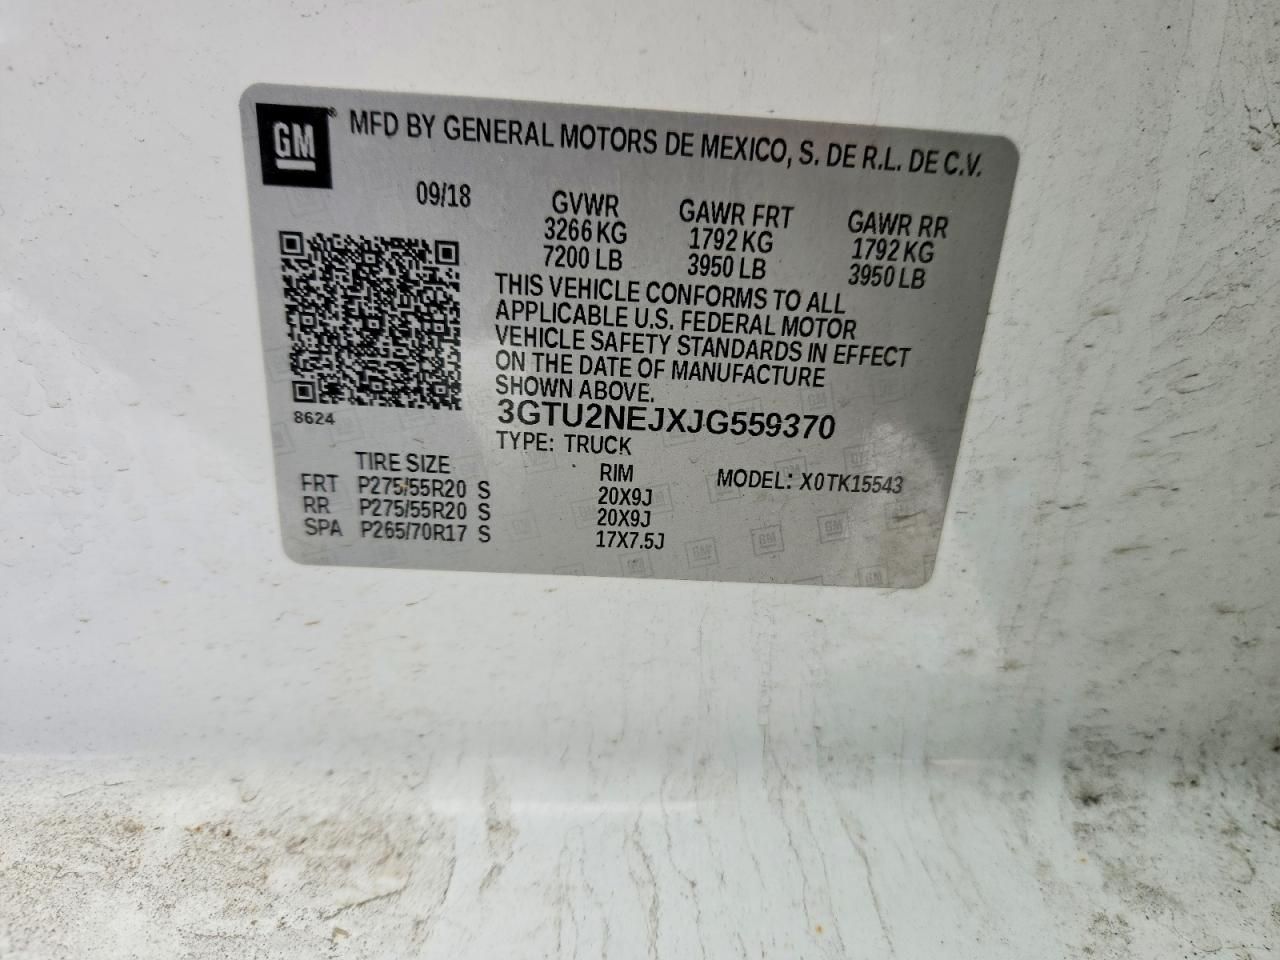 GM® MFD BY GENERAL MOTORS DE MEXICO, S. DE R.L. DE C.V.
09/18
GVWR GAWR FRT GAWR RR
3266 KG 1792 KG 1792 KG
7200 LB 3950 LB 3950 LB
THIS VEHICLE CONFORMS TO ALL
APPLICABLE U.S. FEDERAL MOTOR
VEHICLE SAFETY STANDARDS IN EFFECT
ON THE DATE OF MANUFACTURE
SHOWN ABOVE.
8624
3GTU2NEJXJG559370
TYPE: TRUCK
TIRE SIZE RIM MODEL: X0TK15543
FRT P275/55R20 S 20X9J
RR P275/55R20 S 20X9J
SPA P265/70R17 S 17X7.5J